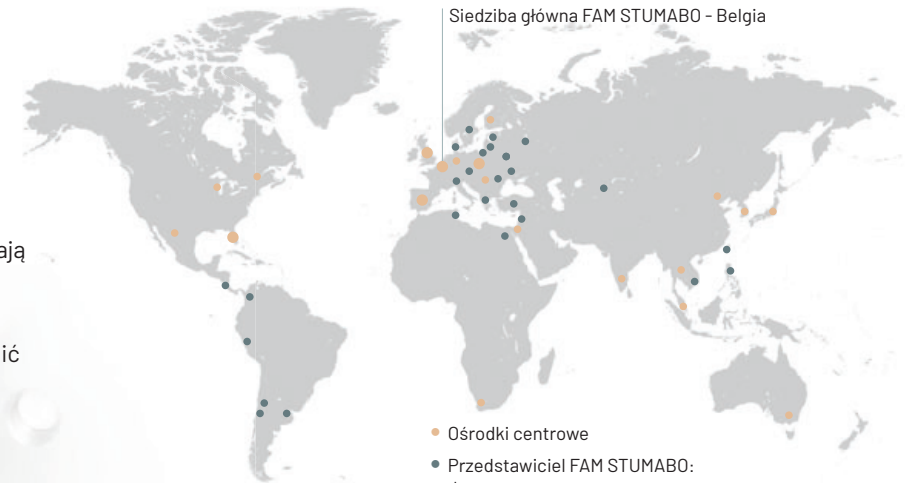 Siedziba główna FAM STUMABO - Belgia
ają
ić
Ośrodki centrowe
Przedstawiciel FAM STUMABO: